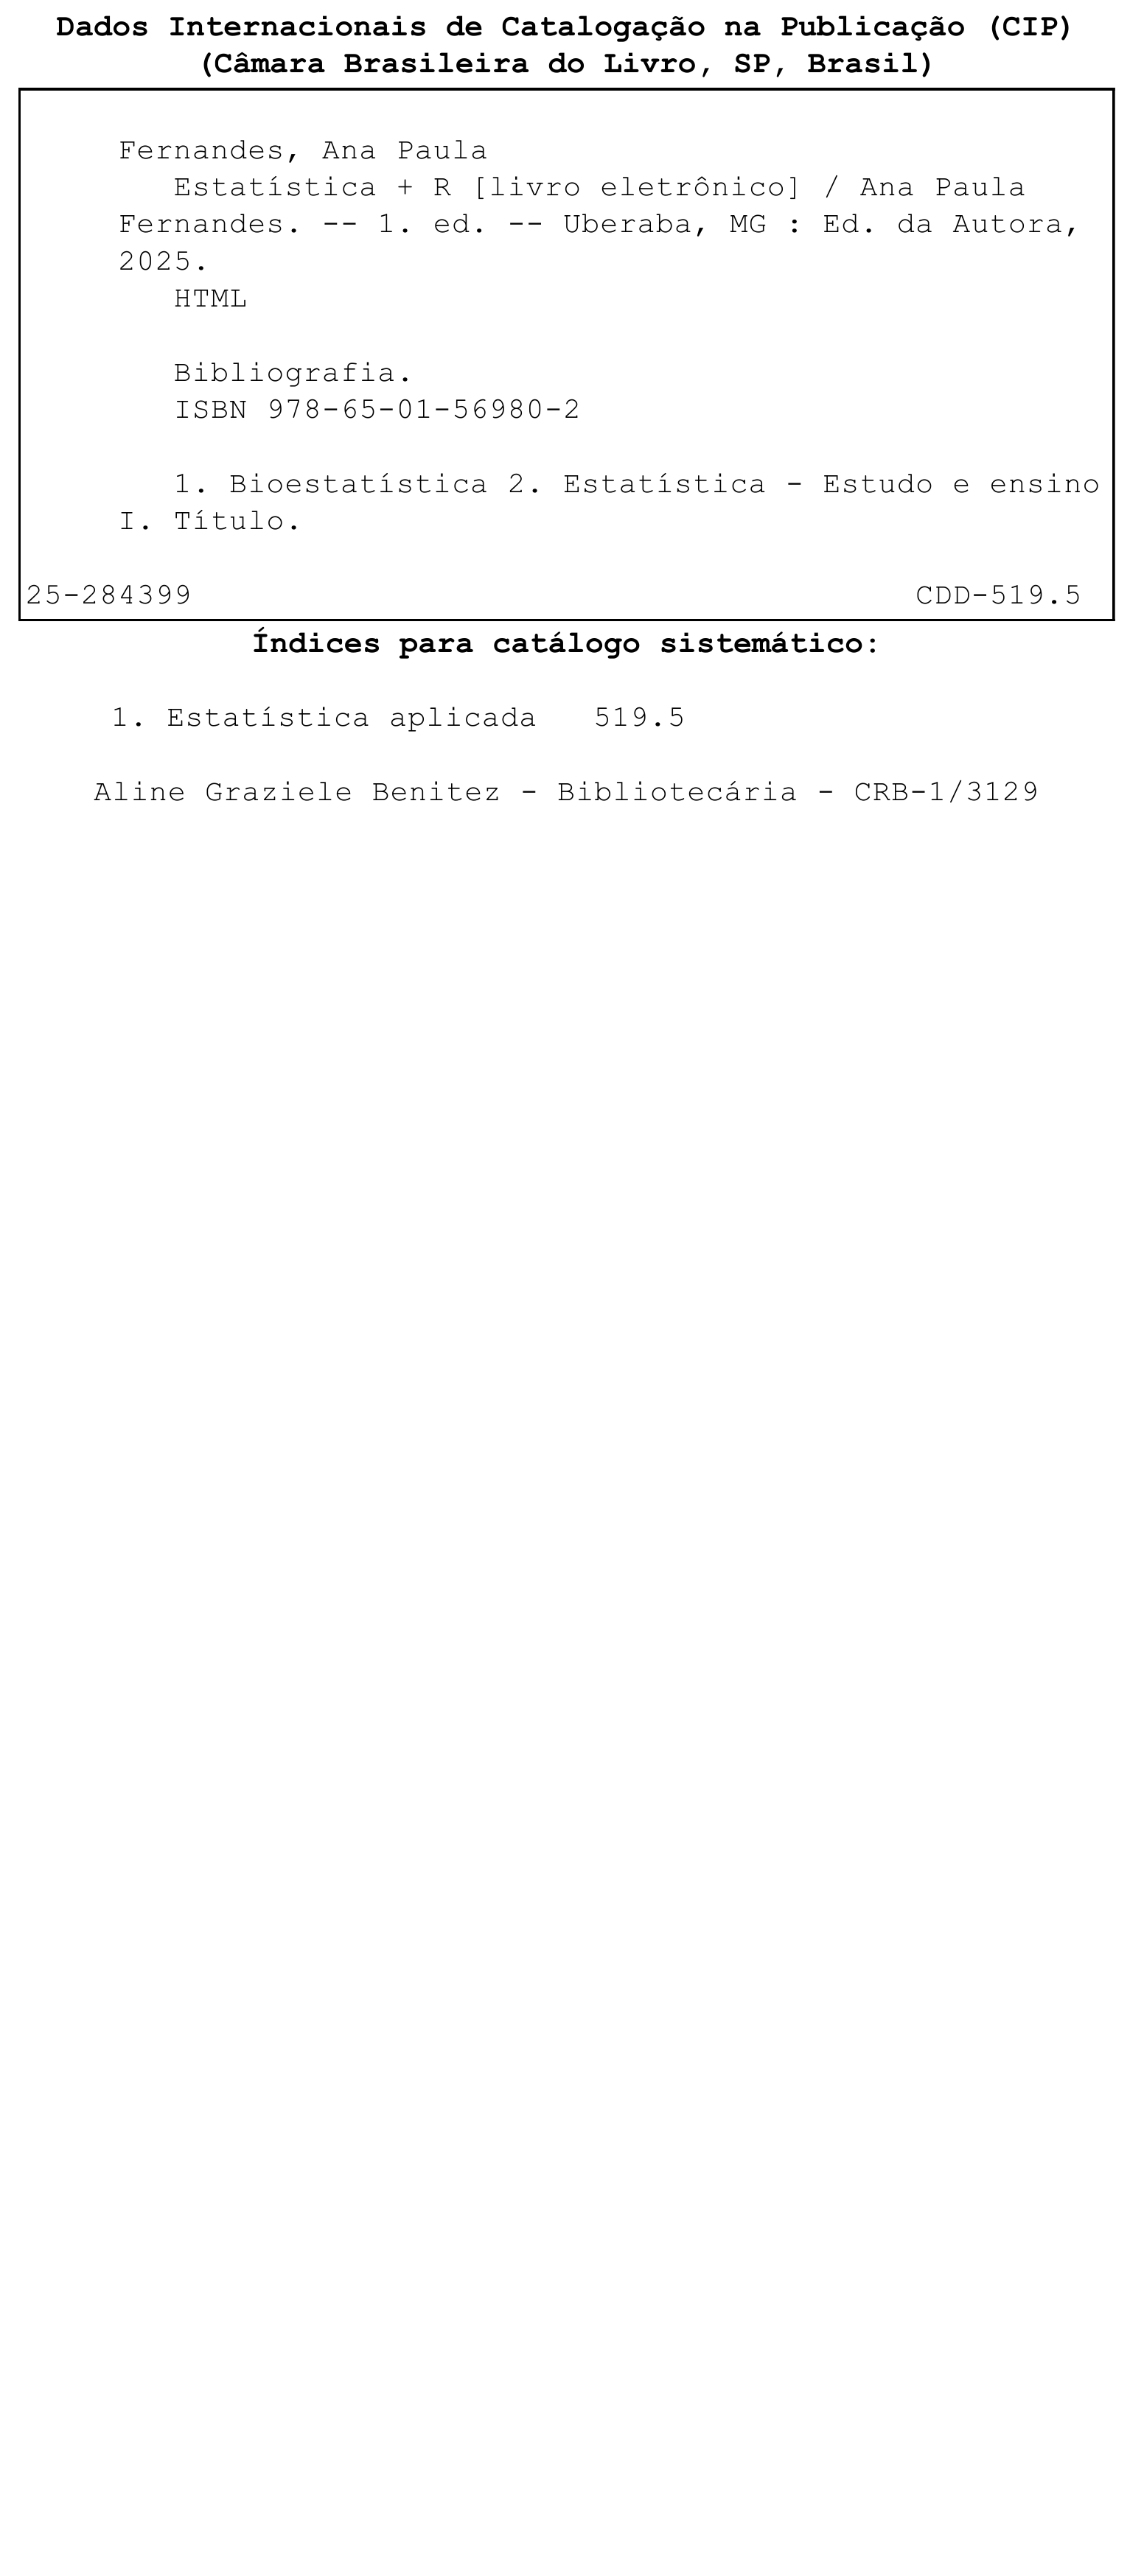 Dados Internacionais de Catalogação na Publicação (CIP)
(Câmara Brasileira do Livro, SP, Brasil)
Fernandes, Ana Paula
Estatística + R [livro eletrônico] / Ana Paula
Fernandes. -- 1. ed. -- Uberaba, MG : Ed. da Autora,
2025.
HTML
Bibliografia.
ISBN 978-65-01-56980-2
1. Bioestatística 2. Estatística - Estudo e ensino
I. Título.
25-284399 CDD-519.5
Índices para catálogo sistemático:
1. Estatística aplicada 519.5
Aline Graziele Benitez - Bibliotecária - CRB-1/3129